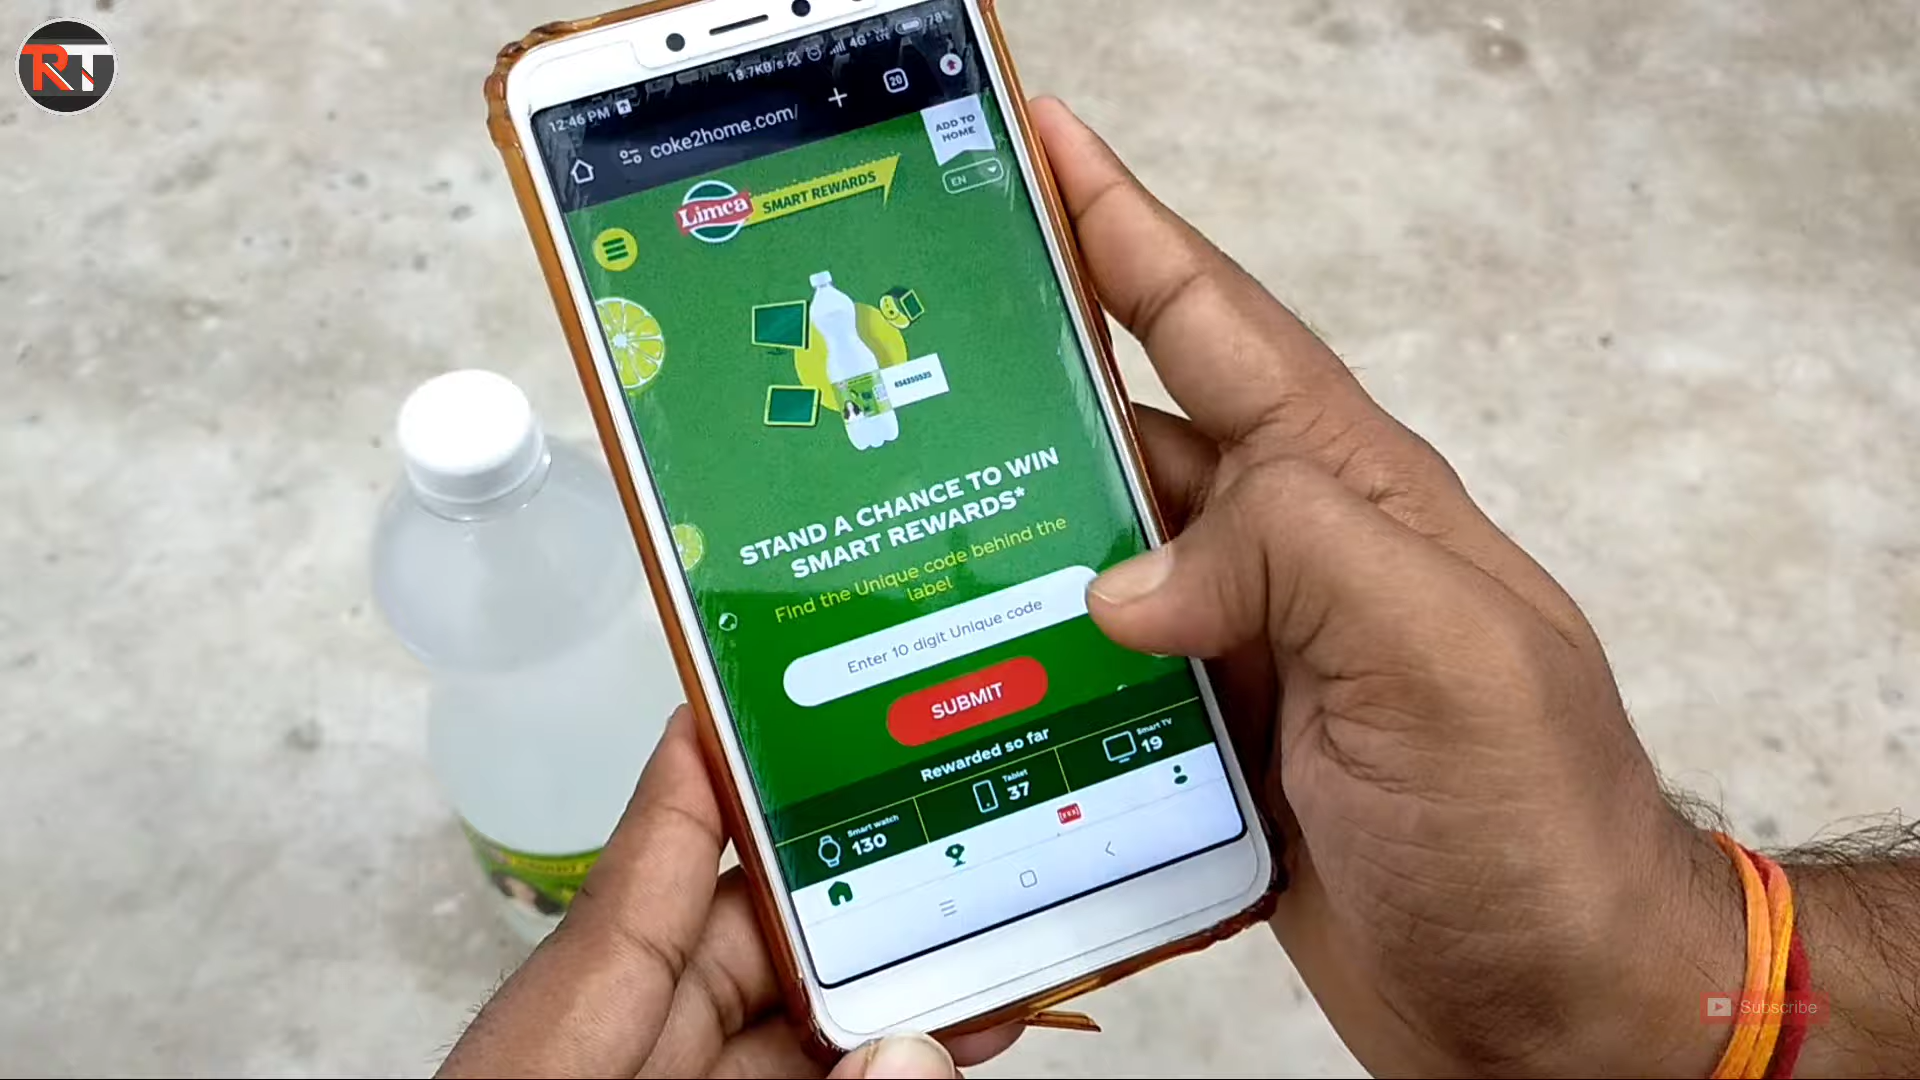 RT
12:46 PM
13.7KB/s
4G+
78%
coke2home.com/
20
ADD TO
HOME
EN
Limca
SMART REWARDS
STAND A CHANCE TO WIN
SMART REWARDS*
Find the Unique code behind the
label
Enter 10 digit Unique code
SUBMIT
Rewarded so far
Smart watch
130
Tablet
37
Smart TV
19
Subscribe